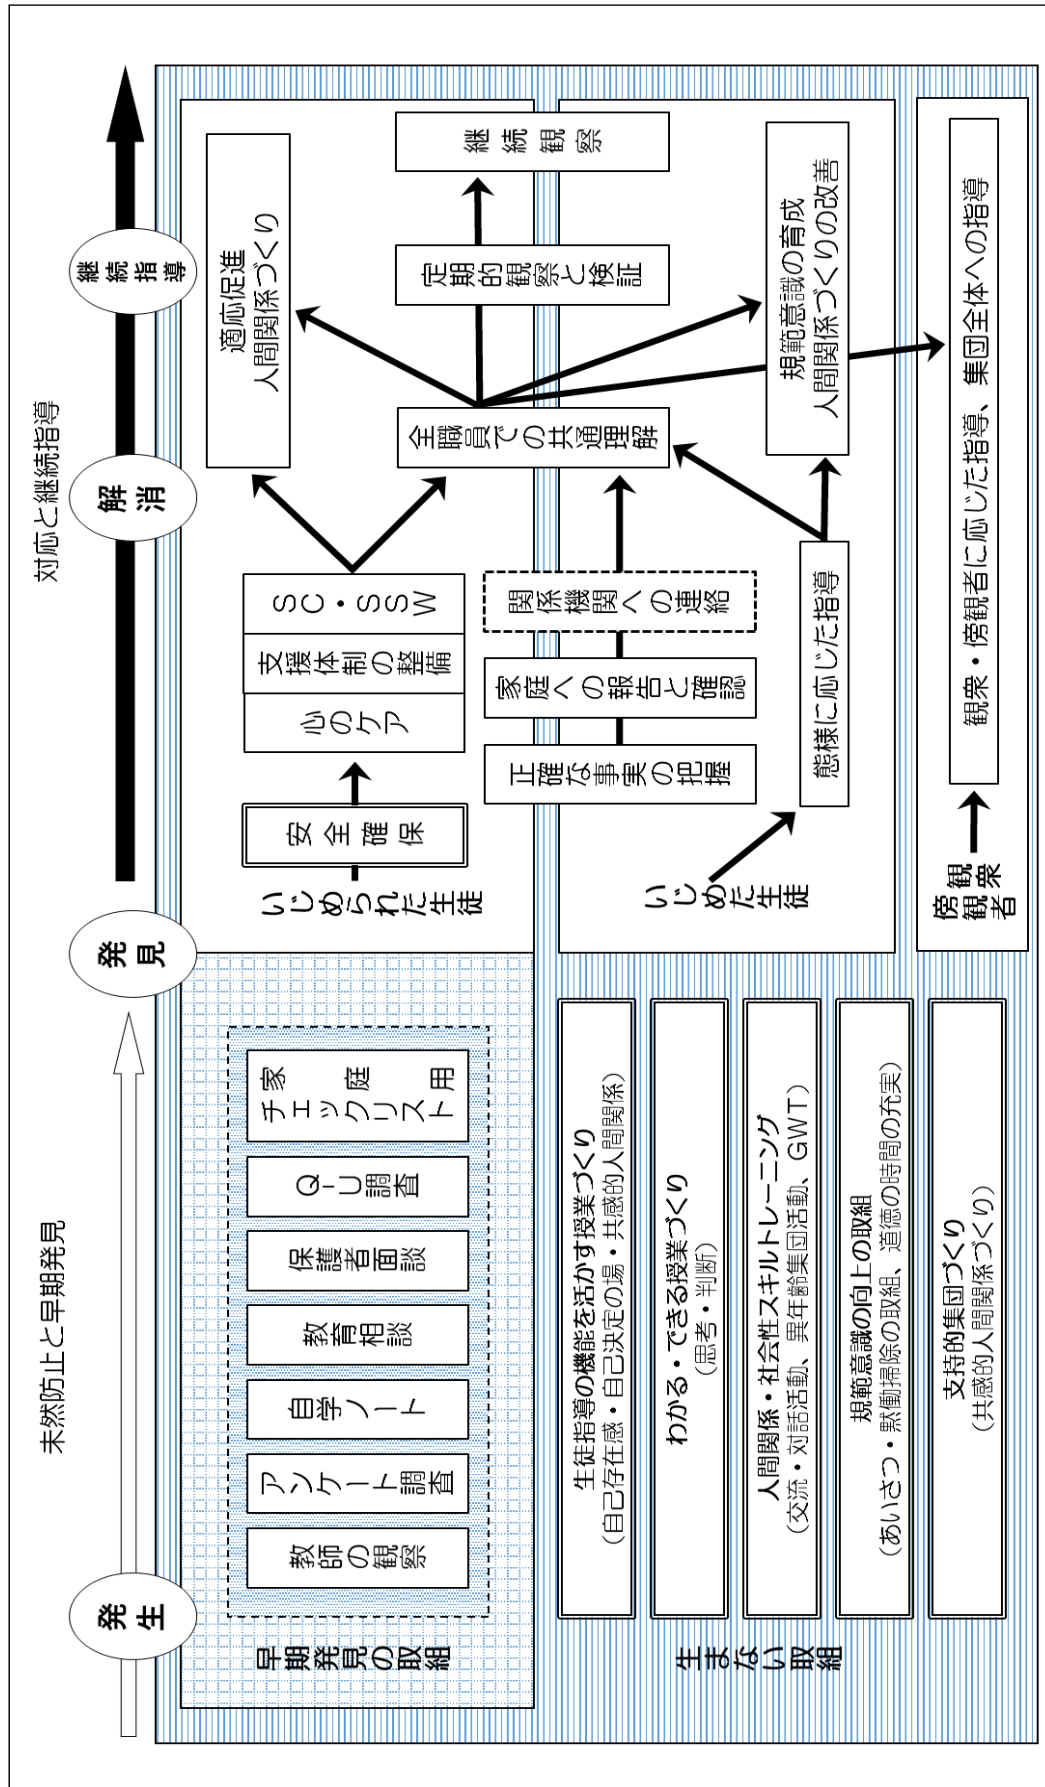 未然防止と早期発見
対応と継続指導
発生
発見
解消
継続指導
早期発見の取組
教師の観察
アンケート調査
自学ノート
教育相談
保護者面談
Q-U調査
家庭用
チェックリスト
生まない取組
生徒指導の機能を活かす授業づくり
（自己存在感・自己決定の場・共感的人間関係）
わかる・できる授業づくり
（思考・判断）
人間関係・社会性スキルトレーニング
（交流・対話活動、異年齢集団活動、GWT）
規範意識の向上の取組
（あいさつ・黙働掃除の取組、道徳の時間の充実）
支持的集団づくり
（共感的人間関係づくり）
いじめられた生徒
安全確保
心のケア
支援体制の整備
SC・SSW
適応促進
人間関係づくり
正確な事実の把握
家庭への報告と確認
関係機関への連絡
全職員での共通理解
定期的観察と検証
継続観察
いじめた生徒
態様に応じた指導
規範意識の育成
人間関係づくりの改善
観衆
傍観者
観衆・傍観者に応じた指導、集団全体への指導